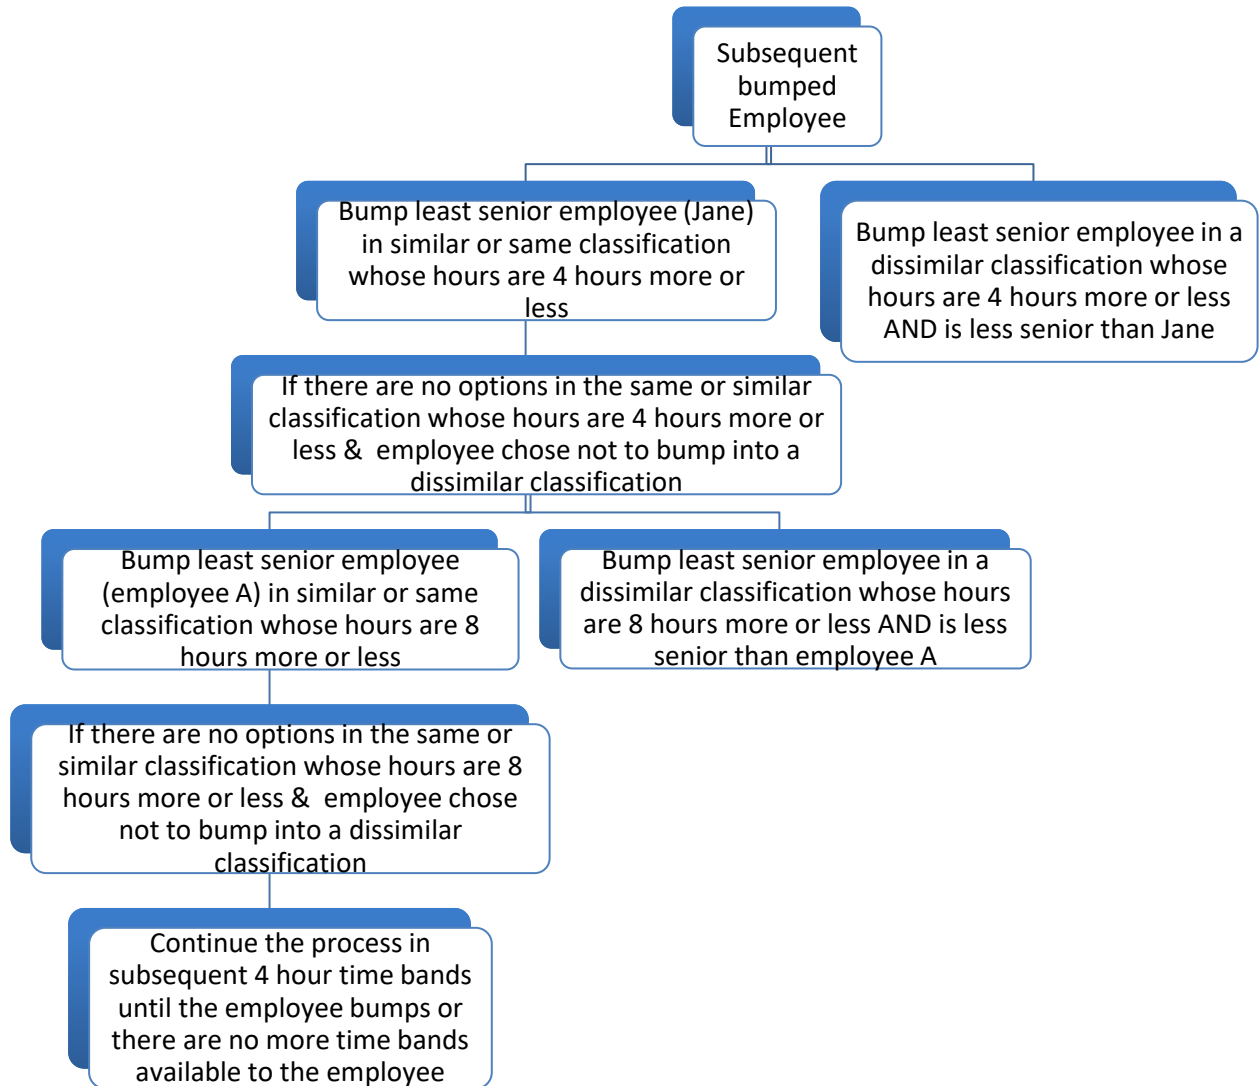 Subsequent
bumped
Employee
Bump least senior employee (Jane)
in similar or same classification
whose hours are 4 hours more or
less
Bump least senior employee in a
dissimilar classification whose
hours are 4 hours more or less
AND is less senior than Jane
If there are no options in the same or similar
classification whose hours are 4 hours more or
less & employee chose not to bump into a
dissimilar classification
Bump least senior employee
(employee A) in similar or same
classification whose hours are 8
hours more or less
Bump least senior employee in a
dissimilar classification whose hours
are 8 hours more or less AND is less
senior than employee A
If there are no options in the same or
similar classification whose hours are 8
hours more or less & employee chose
not to bump into a dissimilar
classification
Continue the process in
subsequent 4 hour time bands
until the employee bumps or
there are no more time bands
available to the employee